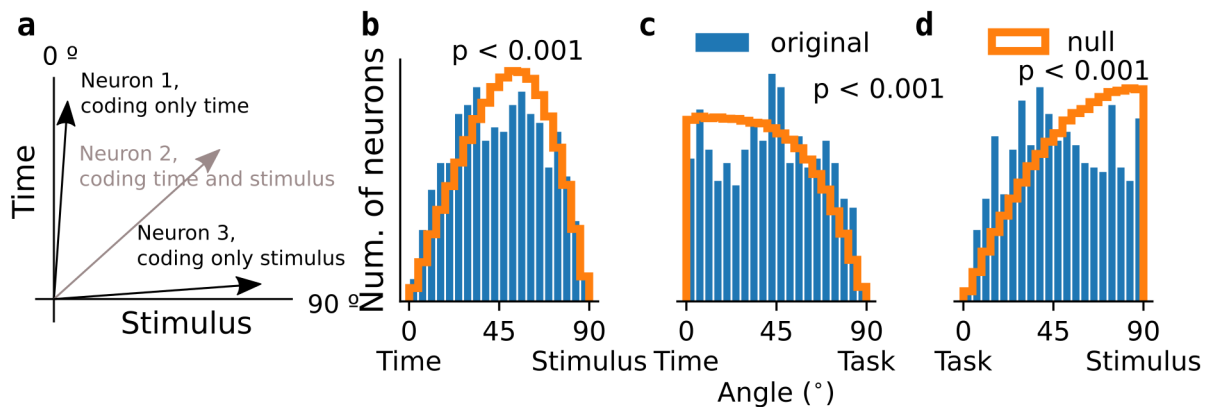 a
0 º
Neuron 1,
coding only time
Neuron 2,
coding time and stimulus
Neuron 3,
coding only stimulus
Time
Stimulus
90 º
b
p < 0.001
Num. of neurons
0 45 90
Time Stimulus
c
original
p < 0.001
0 45 90
Time Task
Angle (°)
d
null
p < 0.001
0 45 90
Task Stimulus